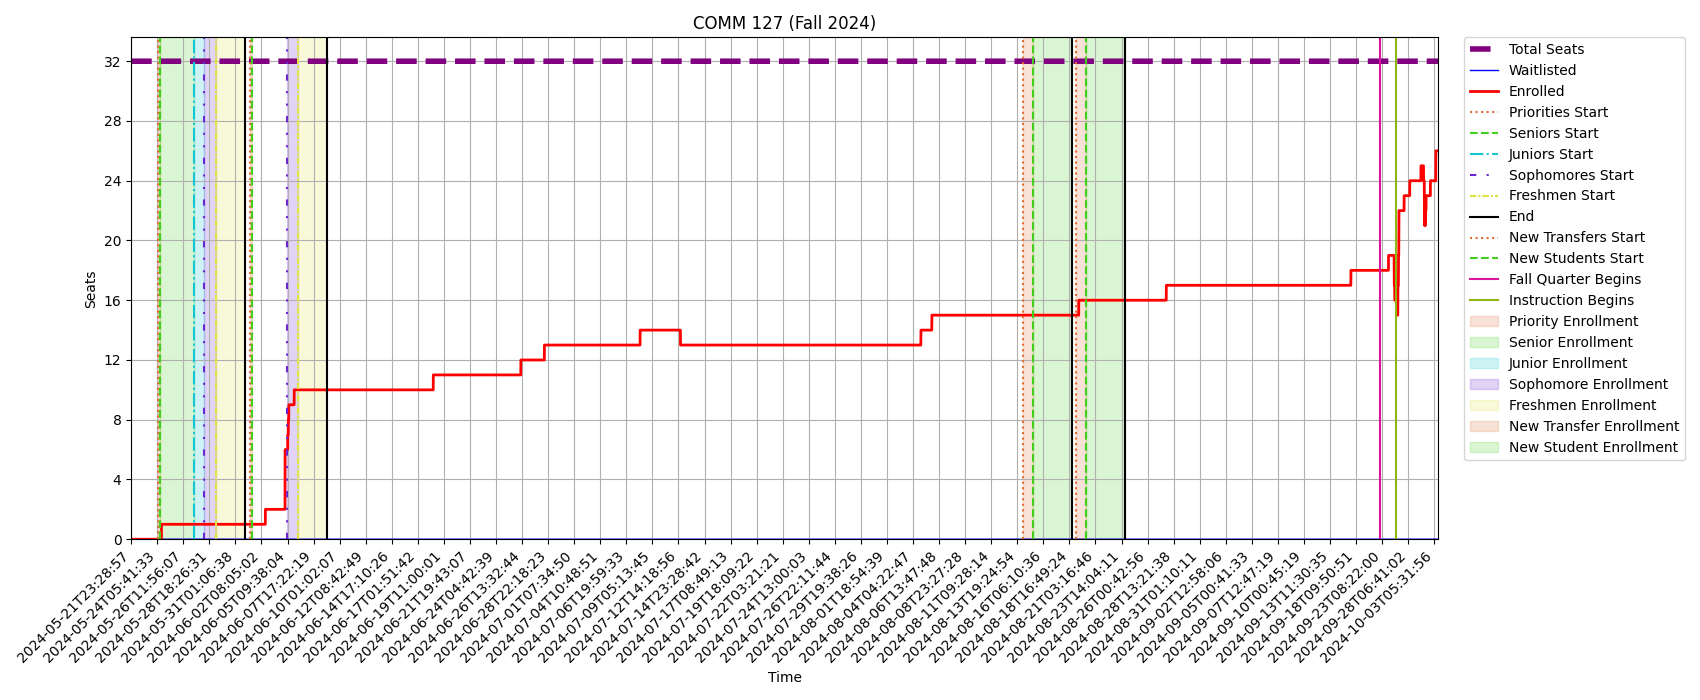 COMM 127 (Fall 2024)
Seats
32
28
24
20
16
12
8
4
0
2024-05-21T23:28:57
2024-05-24T05:41:33
2024-05-26T11:56:07
2024-05-28T18:26:31
2024-05-31T01:06:38
2024-06-02T08:05:02
2024-06-05T09:38:04
2024-06-07T17:22:19
2024-06-10T01:02:07
2024-06-12T08:42:49
2024-06-14T17:10:26
2024-06-17T01:51:42
2024-06-19T11:00:01
2024-06-21T19:43:07
2024-06-24T04:42:39
2024-06-26T13:32:44
2024-06-28T22:18:23
2024-07-01T07:34:50
2024-07-04T10:48:51
2024-07-06T19:59:33
2024-07-09T05:13:45
2024-07-12T14:18:56
2024-07-14T23:28:42
2024-07-17T08:49:13
2024-07-19T18:09:22
2024-07-22T03:21:21
2024-07-24T13:00:03
2024-07-26T22:11:44
2024-07-29T19:38:26
2024-08-01T18:54:39
2024-08-04T04:22:47
2024-08-06T13:47:48
2024-08-08T23:27:28
2024-08-11T09:28:14
2024-08-13T19:24:54
2024-08-16T06:10:36
2024-08-18T16:49:24
2024-08-21T03:16:46
2024-08-23T14:04:11
2024-08-26T00:42:56
2024-08-28T13:21:38
2024-08-31T01:10:11
2024-09-02T12:58:06
2024-09-05T00:41:33
2024-09-07T12:47:19
2024-09-10T00:45:19
2024-09-13T11:30:35
2024-09-18T09:50:51
2024-09-23T08:22:00
2024-09-28T06:41:02
2024-10-03T05:31:56
Time
Total Seats
Waitlisted
Enrolled
Priorities Start
Seniors Start
Juniors Start
Sophomores Start
Freshmen Start
End
New Transfers Start
New Students Start
Fall Quarter Begins
Instruction Begins
Priority Enrollment
Senior Enrollment
Junior Enrollment
Sophomore Enrollment
Freshmen Enrollment
New Transfer Enrollment
New Student Enrollment